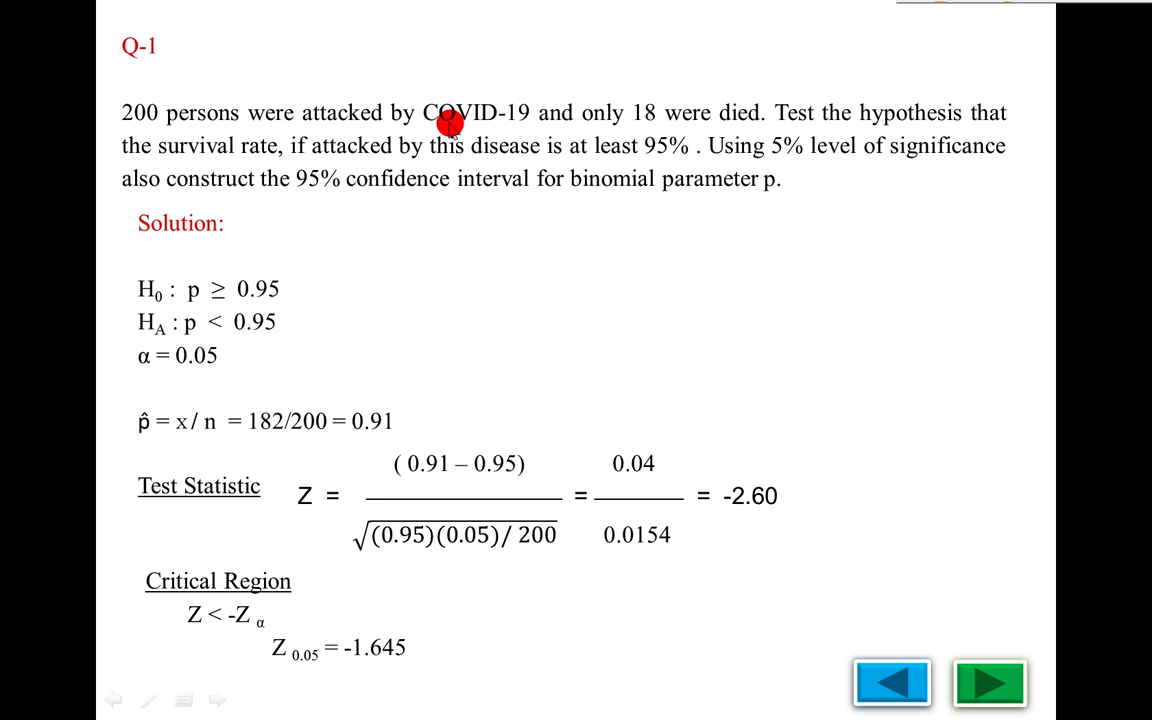 Q-1
200 persons were attacked by COVID-19 and only 18 were died. Test the hypothesis that
the survival rate, if attacked by this disease is at least 95% . Using 5% level of significance
also construct the 95% confidence interval for binomial parameter p.
Solution:
H₀ : p ≥ 0.95
H_A : p < 0.95
α = 0.05
p̂ = x / n = 182/200 = 0.91
( 0.91 – 0.95) 0.04
Test Statistic Z = = = -2.60
√(0.95)(0.05)/ 200 0.0154
Critical Region
Z < -Z α
Z 0.05 = -1.645